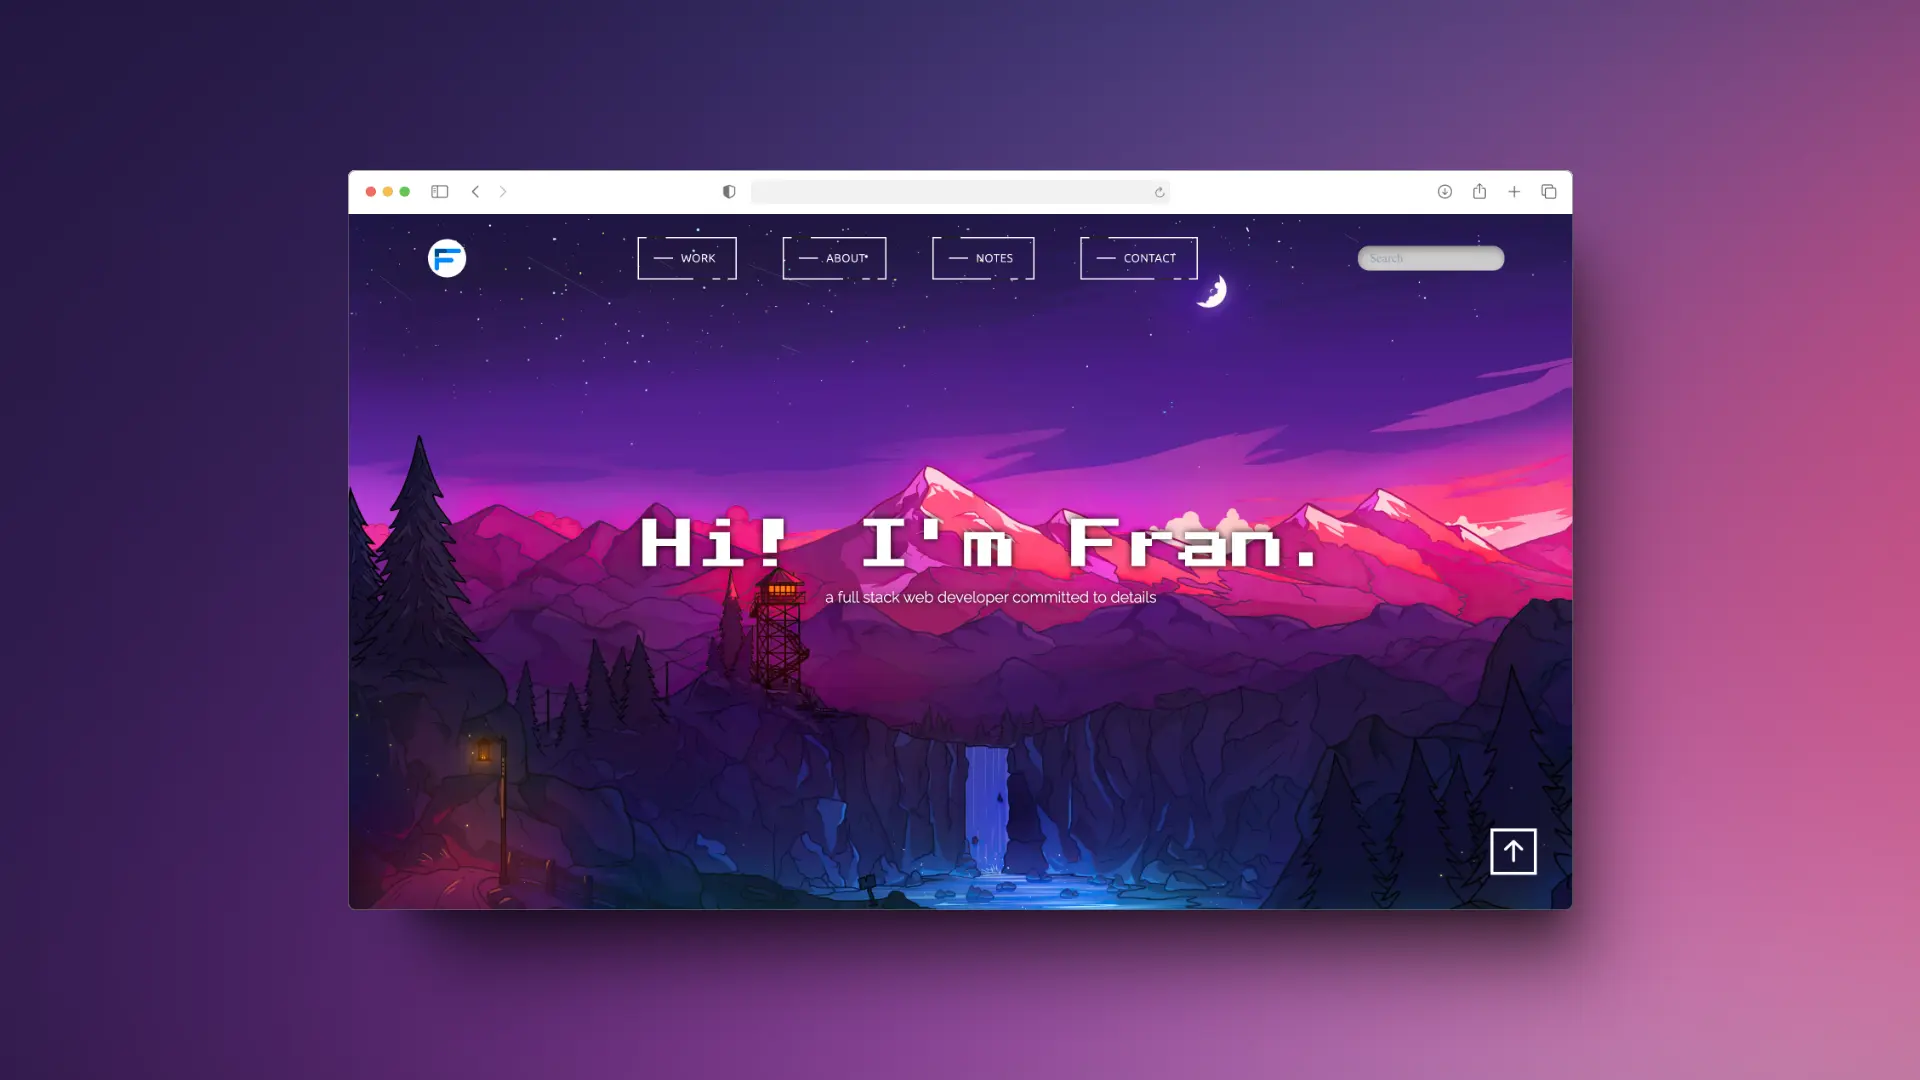 F
WORK
ABOUT
NOTES
CONTACT
Search
Hi! I'm Fran.
a full stack web developer committed to details